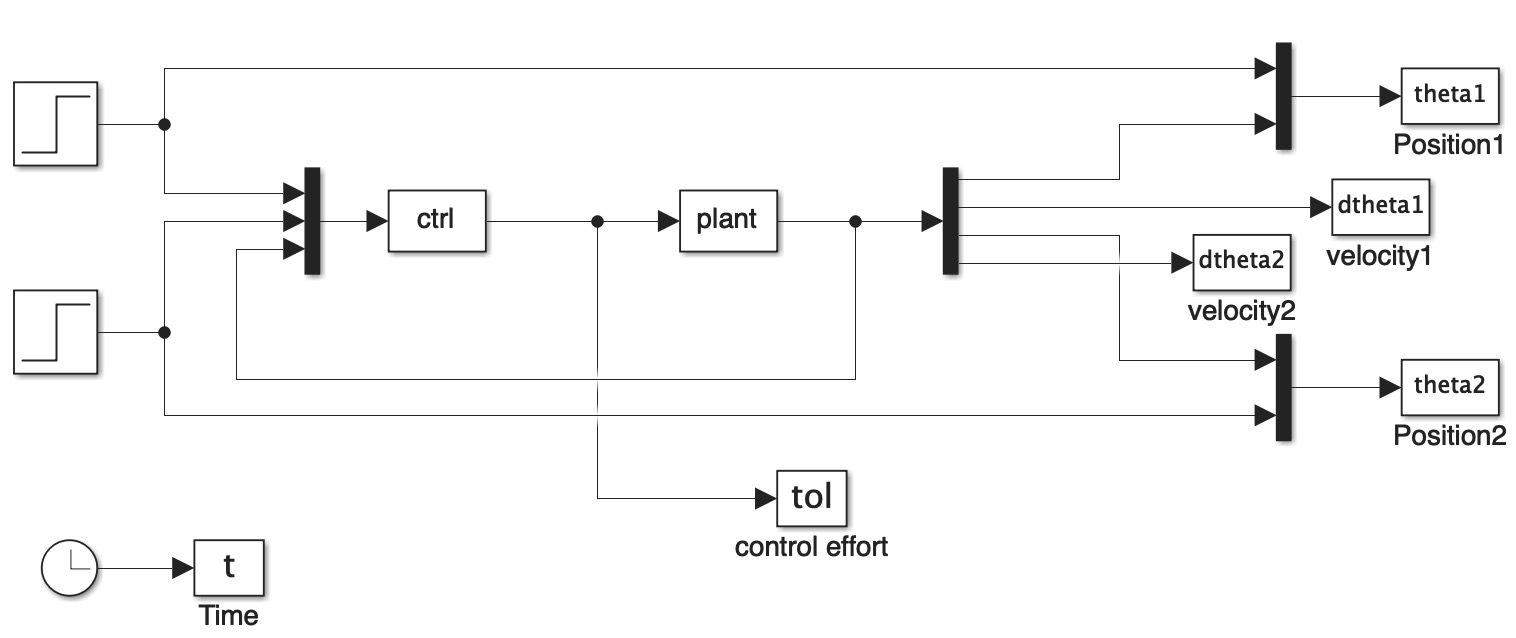 theta1
Position1
dtheta1
velocity1
ctrl
plant
dtheta2
velocity2
theta2
Position2
tol
control effort
t
Time